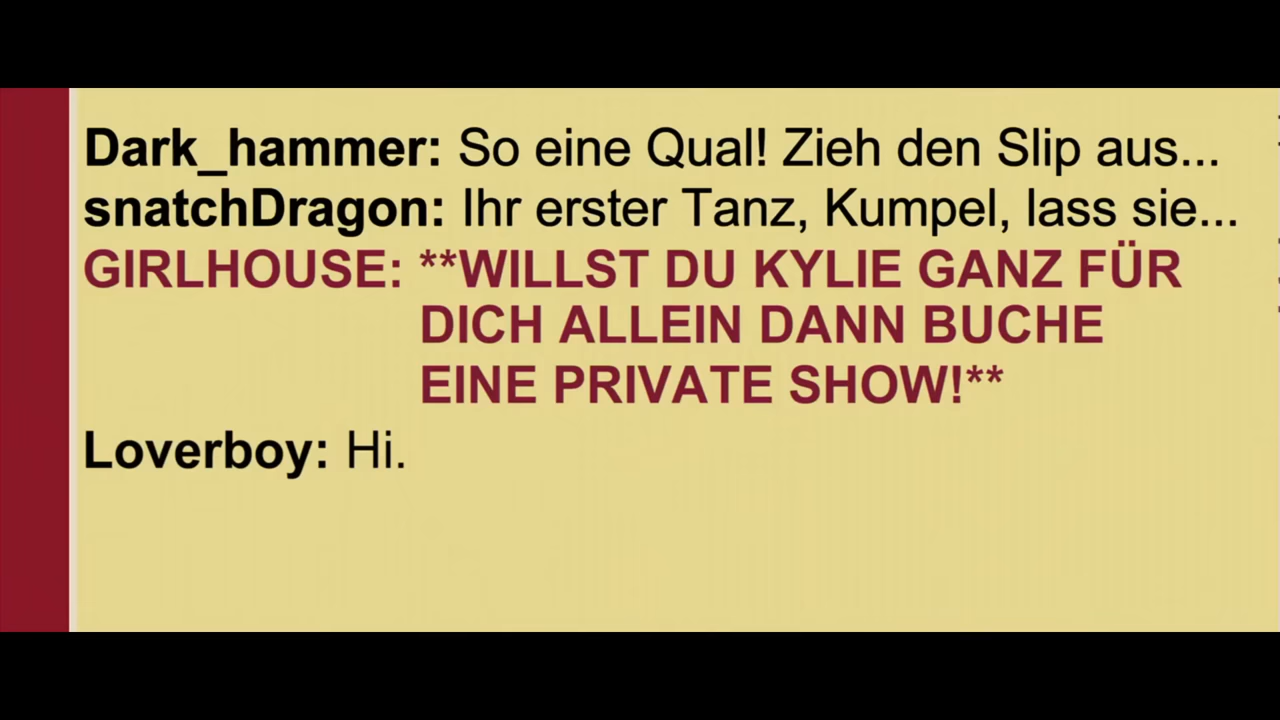 Dark_hammer: So eine Qual! Zieh den Slip aus...
snatchDragon: Ihr erster Tanz, Kumpel, lass sie...
GIRLHOUSE: **WILLST DU KYLIE GANZ FÜR
DICH ALLEIN DANN BUCHE
EINE PRIVATE SHOW!**
Loverboy: Hi.